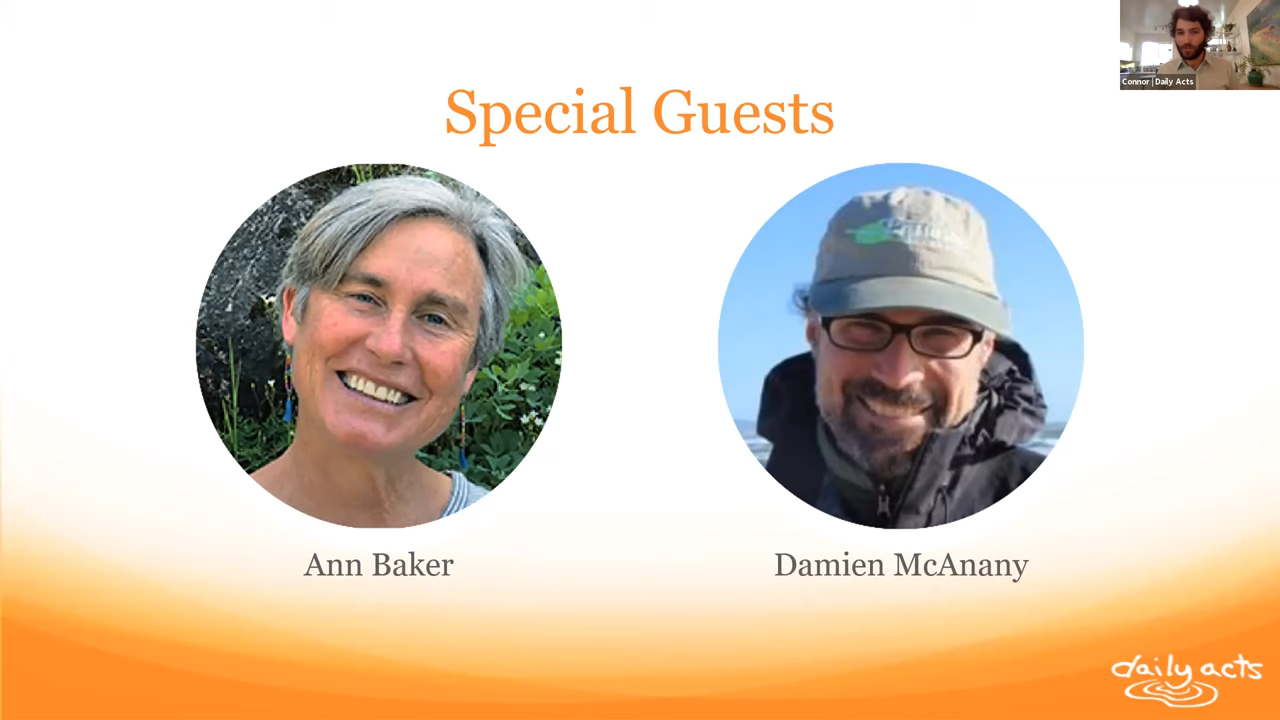 Connor | Daily Acts
Special Guests
Ann Baker
Damien McAnany
daily acts